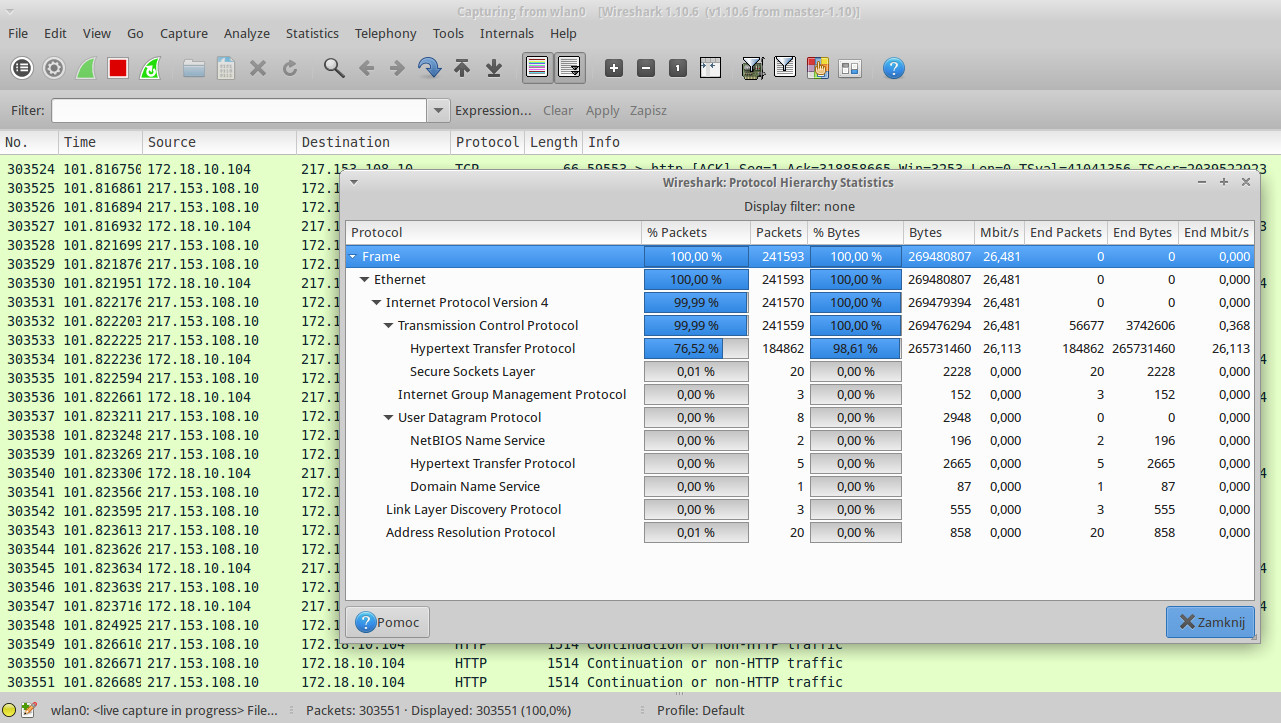 Capturing from wlan0 [Wireshark 1.10.6 (v1.10.6 from master-1.10)]
File Edit View Go Capture Analyze Statistics Telephony Tools Internals Help
Filter: Expression... Clear Apply Zapisz
No. Time Source Destination Protocol Length Info
303524 101.816750 172.18.10.104 217.153.108.10 TCP 66 59553 > http [ACK] Seq=1 Ack=318858665 Win=3253 Len=0 TSval=41041356 TSecr=2039522923
303525 101.816861 217.153.108.10 172.1
303526 101.816894 217.153.108.10 172.1
303527 101.816932 172.18.10.104 217.1
303528 101.821699 217.153.108.10 172.1
303529 101.821876 217.153.108.10 172.1
303530 101.821951 172.18.10.104 217.1
303531 101.822176 217.153.108.10 172.1
303532 101.822203 217.153.108.10 172.1
303533 101.822225 217.153.108.10 172.1
303534 101.822236 172.18.10.104 217.1
303535 101.822594 217.153.108.10 172.1
303536 101.822661 172.18.10.104 217.1
303537 101.823211 217.153.108.10 172.1
303538 101.823248 217.153.108.10 172.1
303539 101.823269 217.153.108.10 172.1
303540 101.823306 172.18.10.104 217.1
303541 101.823566 217.153.108.10 172.1
303542 101.823595 217.153.108.10 172.1
303543 101.823613 217.153.108.10 172.1
303544 101.823626 217.153.108.10 172.1
303545 101.823634 172.18.10.104 217.1
303546 101.823639 217.153.108.10 172.1
303547 101.823716 172.18.10.104 217.1
303548 101.824925 217.153.108.10 172.1
303549 101.826610 217.153.108.10 172.18.10.104 HTTP 1514 Continuation or non-HTTP traffic
303550 101.826671 217.153.108.10 172.18.10.104 HTTP 1514 Continuation or non-HTTP traffic
303551 101.826689 217.153.108.10 172.18.10.104 HTTP 1514 Continuation or non-HTTP traffic
Wireshark: Protocol Hierarchy Statistics
Display filter: none
Protocol % Packets Packets % Bytes Bytes Mbit/s End Packets End Bytes End Mbit/s
Frame 100,00 % 241593 100,00 % 269480807 26,481 0 0 0,000
Ethernet 100,00 % 241593 100,00 % 269480807 26,481 0 0 0,000
Internet Protocol Version 4 99,99 % 241570 100,00 % 269479394 26,481 0 0 0,000
Transmission Control Protocol 99,99 % 241559 100,00 % 269476294 26,481 56677 3742606 0,368
Hypertext Transfer Protocol 76,52 % 184862 98,61 % 265731460 26,113 184862 265731460 26,113
Secure Sockets Layer 0,01 % 20 0,00 % 2228 0,000 20 2228 0,000
Internet Group Management Protocol 0,00 % 3 0,00 % 152 0,000 3 152 0,000
User Datagram Protocol 0,00 % 8 0,00 % 2948 0,000 0 0 0,000
NetBIOS Name Service 0,00 % 2 0,00 % 196 0,000 2 196 0,000
Hypertext Transfer Protocol 0,00 % 5 0,00 % 2665 0,000 5 2665 0,000
Domain Name Service 0,00 % 1 0,00 % 87 0,000 1 87 0,000
Link Layer Discovery Protocol 0,00 % 3 0,00 % 555 0,000 3 555 0,000
Address Resolution Protocol 0,01 % 20 0,00 % 858 0,000 20 858 0,000
Pomoc Zamknij
wlan0: <live capture in progress> File... Packets: 303551 · Displayed: 303551 (100,0%) Profile: Default